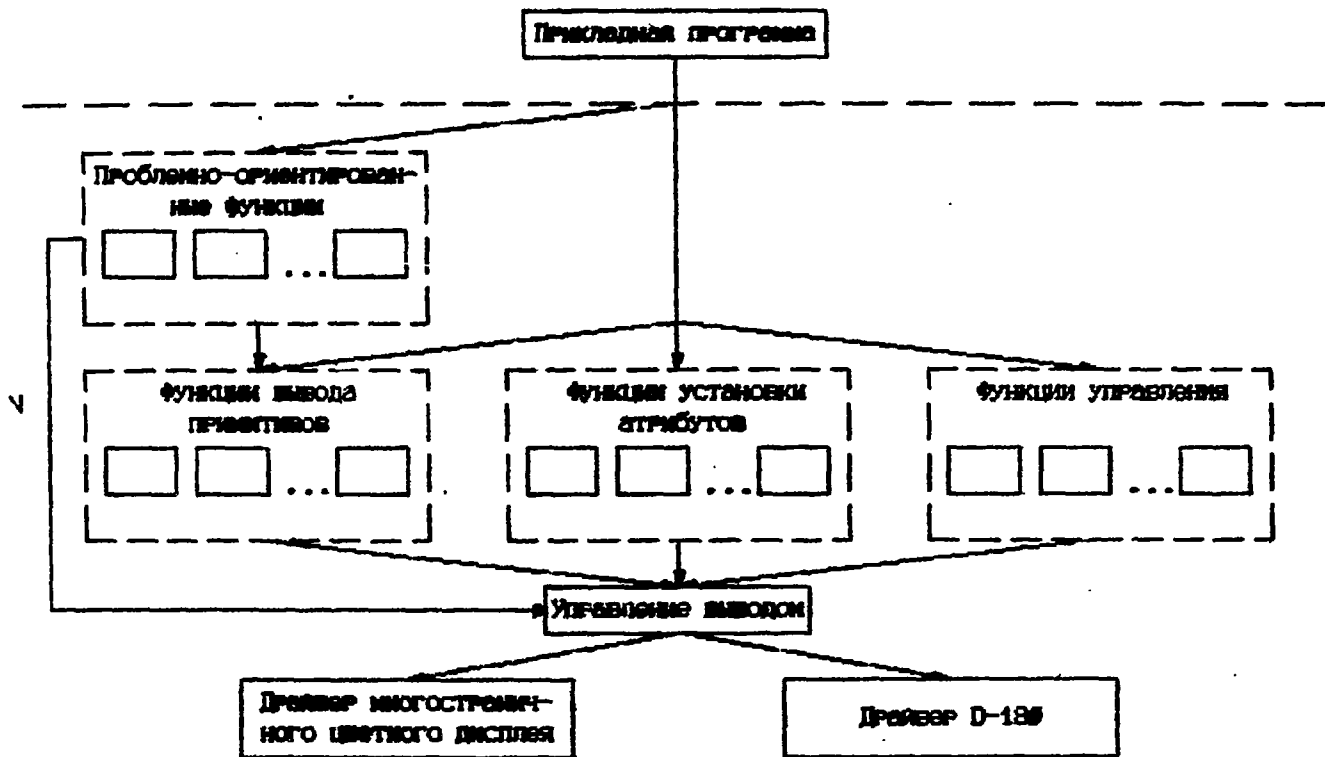 Прикладная программа
Проблемно-ориентирован-
ные функции
...
Функции вывода
примитивов
...
Функции установки
атрибутов
...
Функции управления
...
Управление выводом
Драйвер многостранич-
ного цветного дисплея
Драйвер D-180